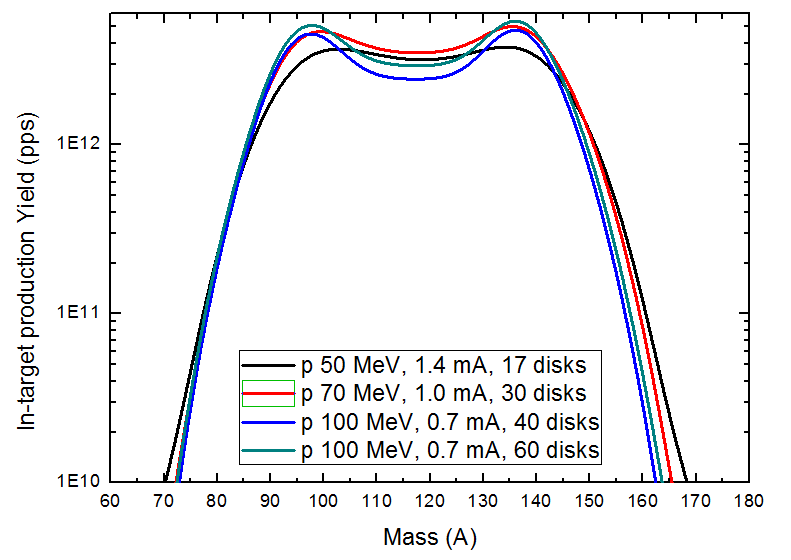 In-target production Yield (pps)
1E12
1E11
1E10
p 50 MeV, 1.4 mA, 17 disks
p 70 MeV, 1.0 mA, 30 disks
p 100 MeV, 0.7 mA, 40 disks
p 100 MeV, 0.7 mA, 60 disks
60 70 80 90 100 110 120 130 140 150 160 170 180
Mass (A)